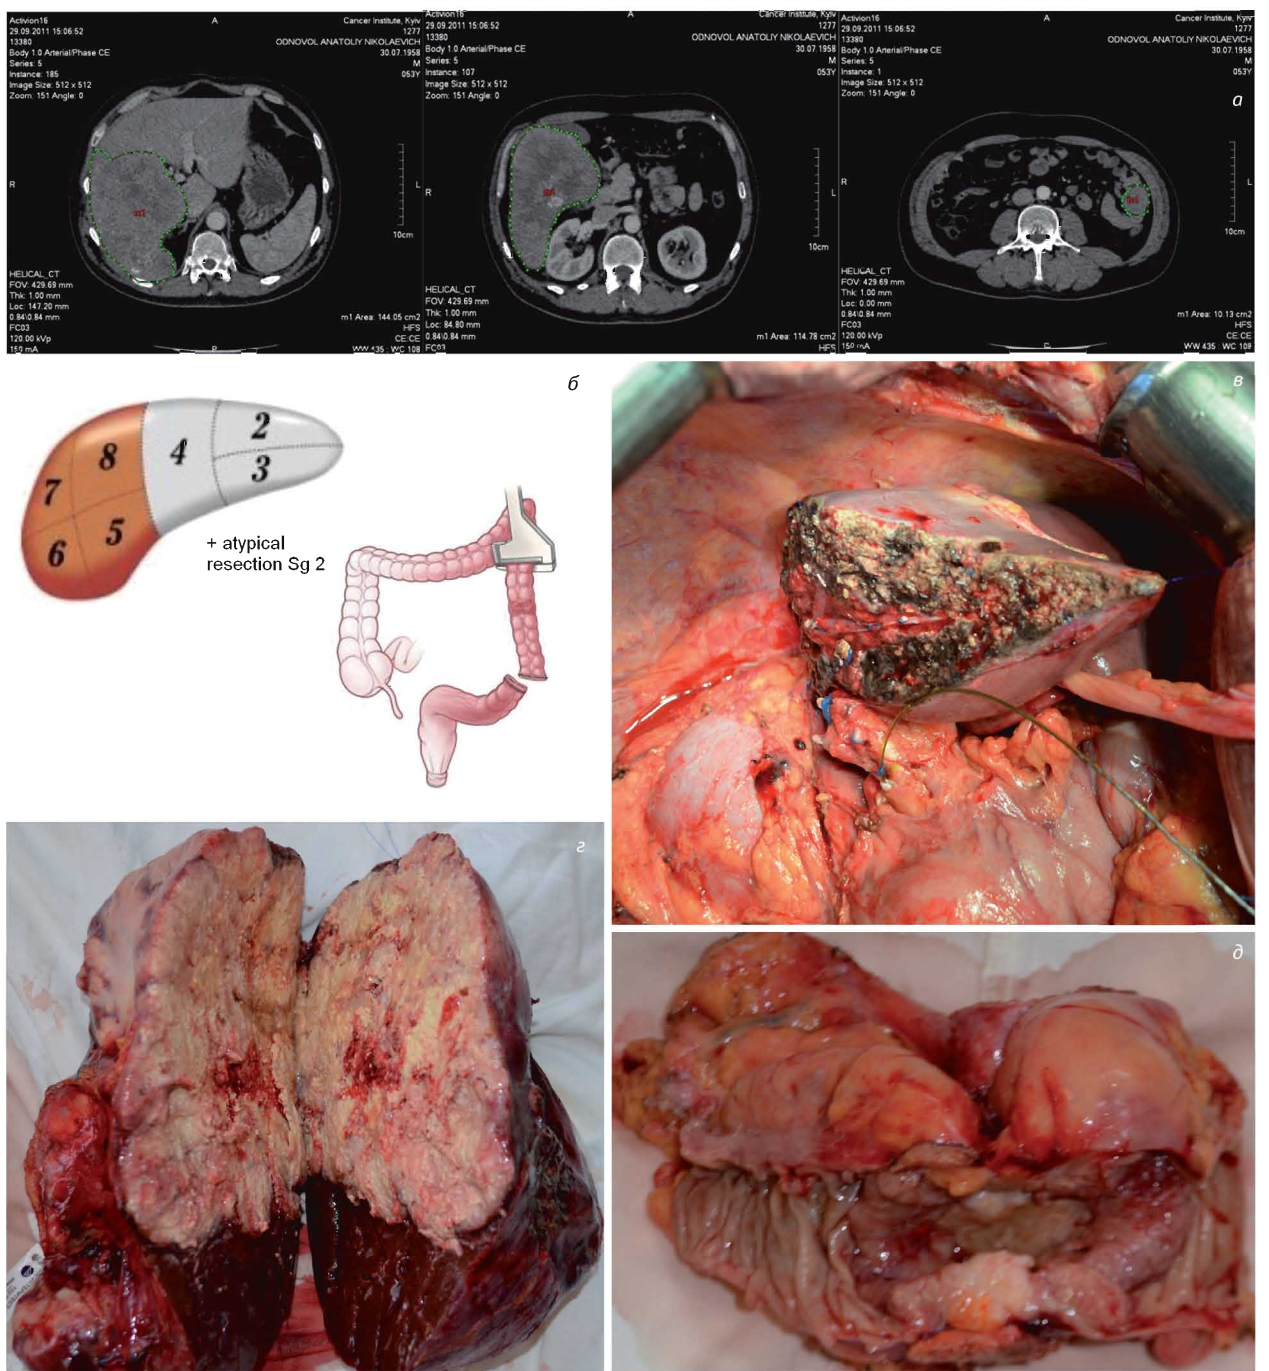 Activion16
29.09.2011 15:06:52
13380
Body 1.0 Arterial/Phase CE
Series: 5
Instance: 185
Image Size: 512 x 512
Zoom: 151 Angle: 0
A
Cancer Institute, Kyiv
1277
ODNOVOL ANATOLIY NIKOLAEVICH
30.07.1958
M
053Y
R
L
m1
10cm
HELICAL_CT
FOV: 429.69 mm
Thk: 1.00 mm
Loc: 147.20 mm
0.84\0.84 mm
FC03
120.00 kVp
150 mA
m1 Area: 144.05 cm2
HFS
CE:CE
WW 435 : WC 108
Activion16
29.09.2011 15:06:52
13380
Body 1.0 Arterial/Phase CE
Series: 5
Instance: 107
Image Size: 512 x 512
Zoom: 151 Angle: 0
A
Cancer Institute, Kyiv
1277
ODNOVOL ANATOLIY NIKOLAEVICH
30.07.1958
M
053Y
R
L
m1
10cm
HELICAL_CT
FOV: 429.69 mm
Thk: 1.00 mm
Loc: 84.80 mm
0.84\0.84 mm
FC03
m1 Area: 114.78 cm2
HFS
Activion16
29.09.2011 15:06:52
13380
Body 1.0 Arterial/Phase CE
Series: 5
Instance: 1
Image Size: 512 x 512
Zoom: 151 Angle: 0
A
Cancer Institute, Kyiv
1277
ODNOVOL ANATOLIY NIKOLAEVICH
30.07.1958
M
053Y
а
R
L
10cm
HELICAL_CT
FOV: 429.69 mm
Thk: 1.00 mm
Loc: 0.00 mm
0.84\0.84 mm
FC03
120.00 kVp
150 mA
m1 Area: 10.13 cm2
HFS
CE:CE
WW 435 : WC 108
б
2
3
4
8
7
5
6
+ atypical
resection Sg 2
в
г
д